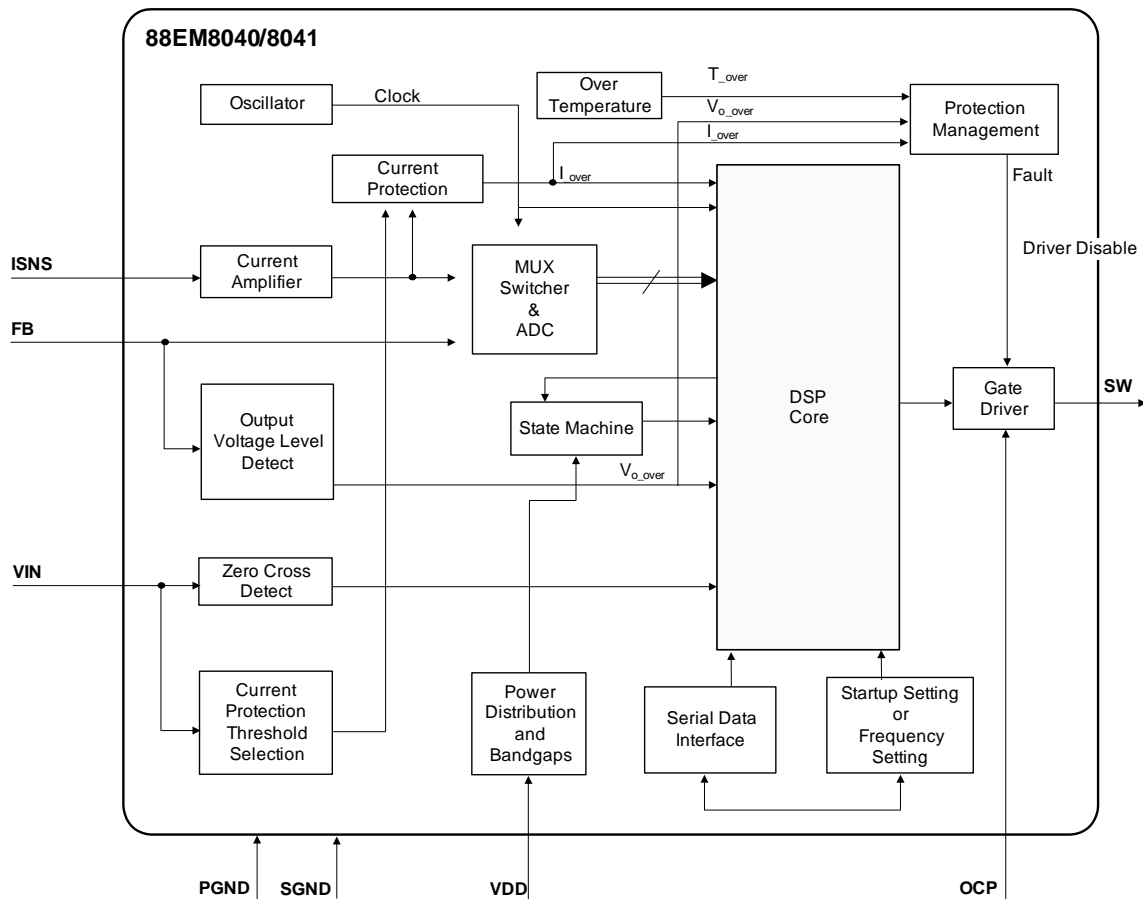 88EM8040/8041
Oscillator
Clock
Over
Temperature
T_over
Vo_over
I_over
Protection
Management
Current
Protection
I_over
Fault
Driver Disable
ISNS
Current
Amplifier
MUX
Switcher
&
ADC
FB
Output
Voltage Level
Detect
State Machine
Vo_over
DSP
Core
Gate
Driver
SW
VIN
Zero Cross
Detect
Current
Protection
Threshold
Selection
Power
Distribution
and
Bandgaps
Serial Data
Interface
Startup Setting
or
Frequency
Setting
PGND
SGND
VDD
OCP